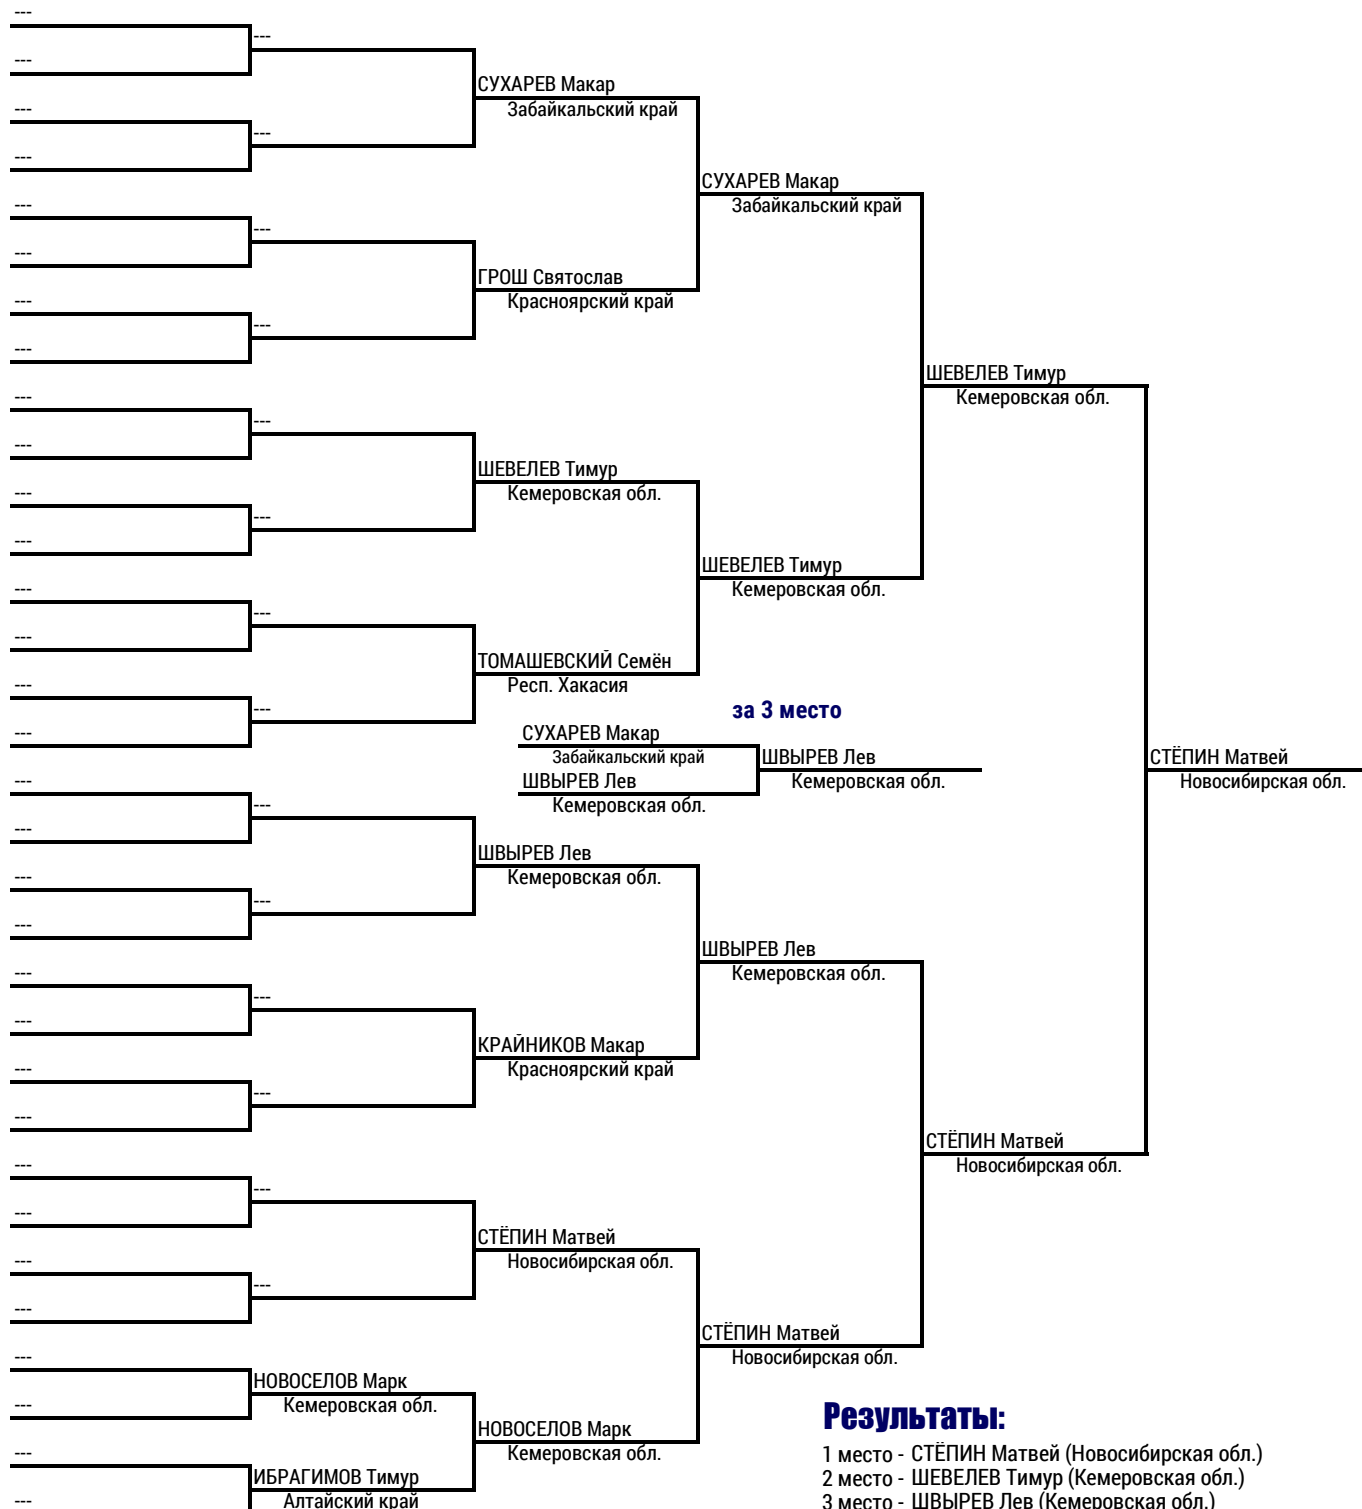 ---
---
---
СУХАРЕВ Макар
Забайкальский край
---
---
---
СУХАРЕВ Макар
Забайкальский край
---
---
---
ГРОШ Святослав
Красноярский край
---
---
---
ШЕВЕЛЕВ Тимур
Кемеровская обл.
---
---
---
ШЕВЕЛЕВ Тимур
Кемеровская обл.
---
---
---
ШЕВЕЛЕВ Тимур
Кемеровская обл.
---
---
---
ТОМАШЕВСКИЙ Семён
Респ. Хакасия
---
---
---
за 3 место
СУХАРЕВ Макар
Забайкальский край
ШВЫРЕВ Лев
Кемеровская обл.
ШВЫРЕВ Лев
Кемеровская обл.
СТЁПИН Матвей
Новосибирская обл.
---
---
---
ШВЫРЕВ Лев
Кемеровская обл.
---
---
---
ШВЫРЕВ Лев
Кемеровская обл.
---
---
---
КРАЙНИКОВ Макар
Красноярский край
---
---
---
СТЁПИН Матвей
Новосибирская обл.
---
---
---
СТЁПИН Матвей
Новосибирская обл.
---
---
---
СТЁПИН Матвей
Новосибирская обл.
---
НОВОСЕЛОВ Марк
Кемеровская обл.
---
НОВОСЕЛОВ Марк
Кемеровская обл.
---
ИБРАГИМОВ Тимур
Алтайский край
---
Результаты:
1 место - СТЁПИН Матвей (Новосибирская обл.)
2 место - ШЕВЕЛЕВ Тимур (Кемеровская обл.)
3 место - ШВЫРЕВ Лев (Кемеровская обл.)